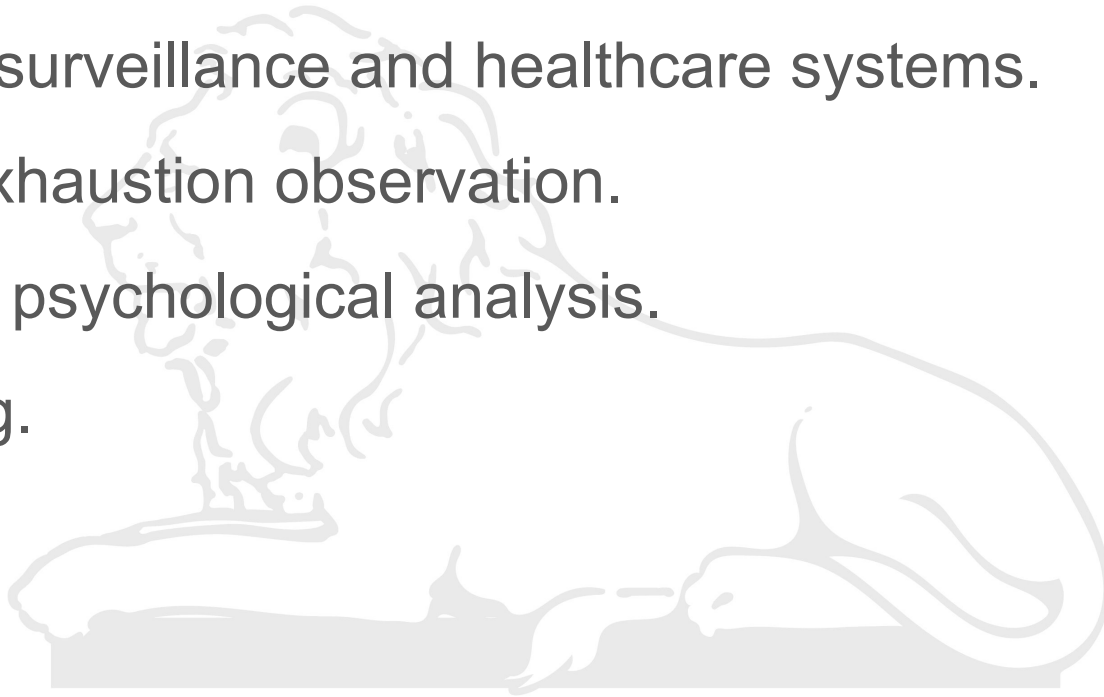 surveillance and healthcare systems.
xhaustion observation.
psychological analysis.
g.